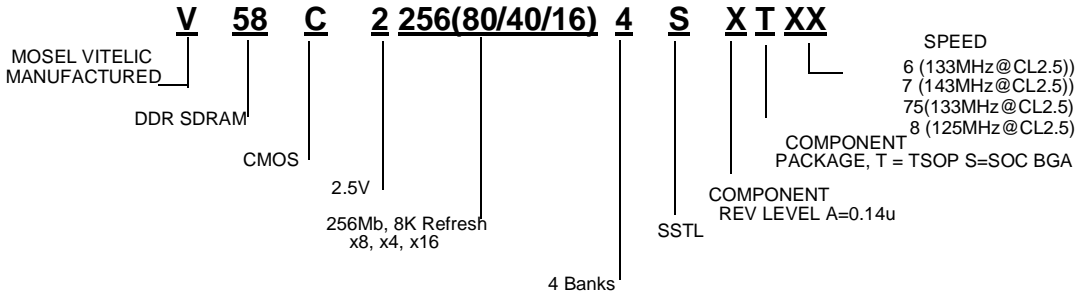 V 58 C 2 256(80/40/16) 4 S X T XX
MOSEL VITELIC
MANUFACTURED
DDR SDRAM
CMOS
2.5V
256Mb, 8K Refresh
x8, x4, x16
4 Banks
SSTL
COMPONENT
REV LEVEL A=0.14u
COMPONENT
PACKAGE, T = TSOP S=SOC BGA
SPEED
6 (133MHz@CL2.5))
7 (143MHz@CL2.5))
75(133MHz@CL2.5)
8 (125MHz@CL2.5)